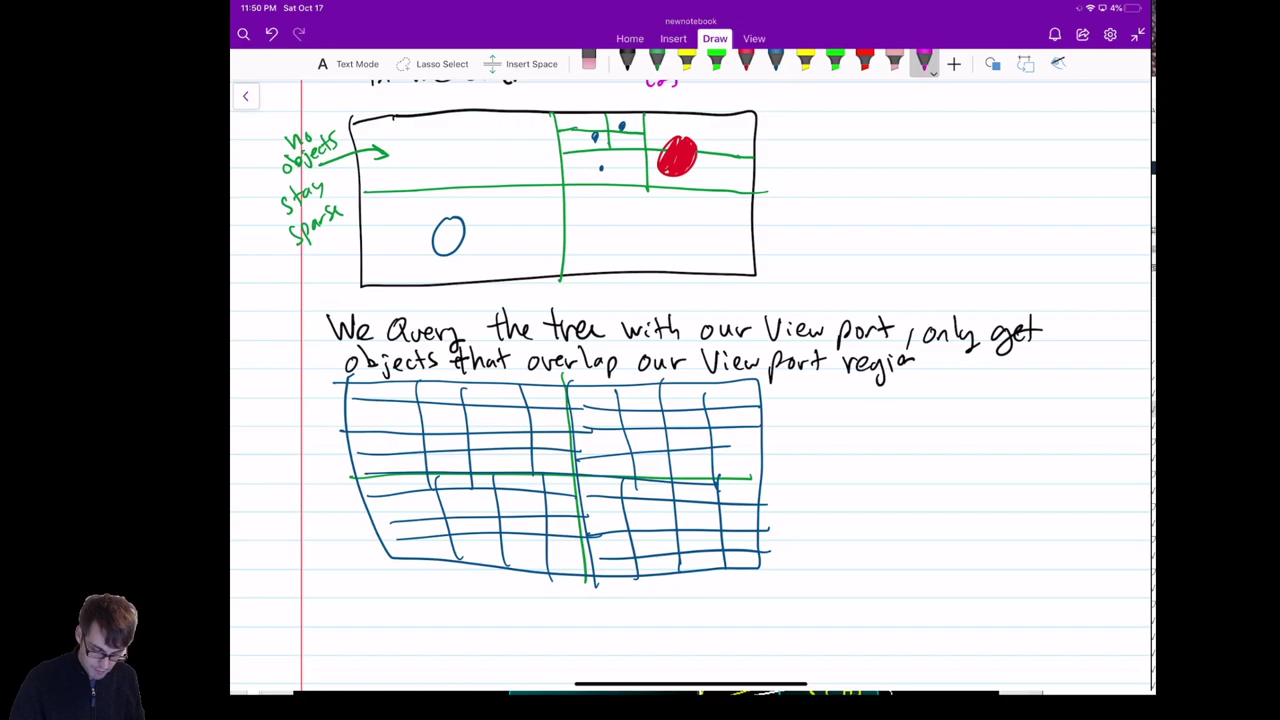 11:50 PM Sat Oct 17
4%
newnotebook
Home Insert Draw View
A Text Mode Lasso Select Insert Space
no
objects
stay
sparse
We Query the tree with our View port, only get
objects that overlap our View port region